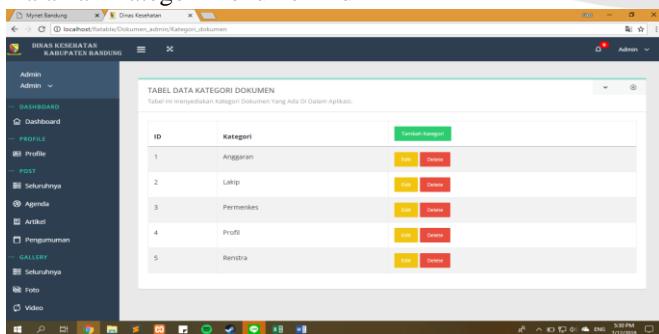 Mynet Bandung
Dinas Kesehatan
localhost/flatable/Dokumen_admin/Kategori_dokumen
DINAS KESEHATAN
KABUPATEN BANDUNG
Admin
Admin
Admin
TABEL DATA KATEGORI DOKUMEN
Tabel Ini Menyediakan Kategori Dokumen Yang Ada Di Dalam Aplikasi.
DASHBOARD
Dashboard
PROFILE
Profile
POST
Seluruhnya
Agenda
Artikel
Pengumuman
GALLERY
Seluruhnya
Foto
Video
ID Kategori Tambah Kategori
1 Anggaran Edit Delete
2 Lakip Edit Delete
3 Permenkes Edit Delete
4 Profil Edit Delete
5 Renstra Edit Delete
ENG 5:30 PM